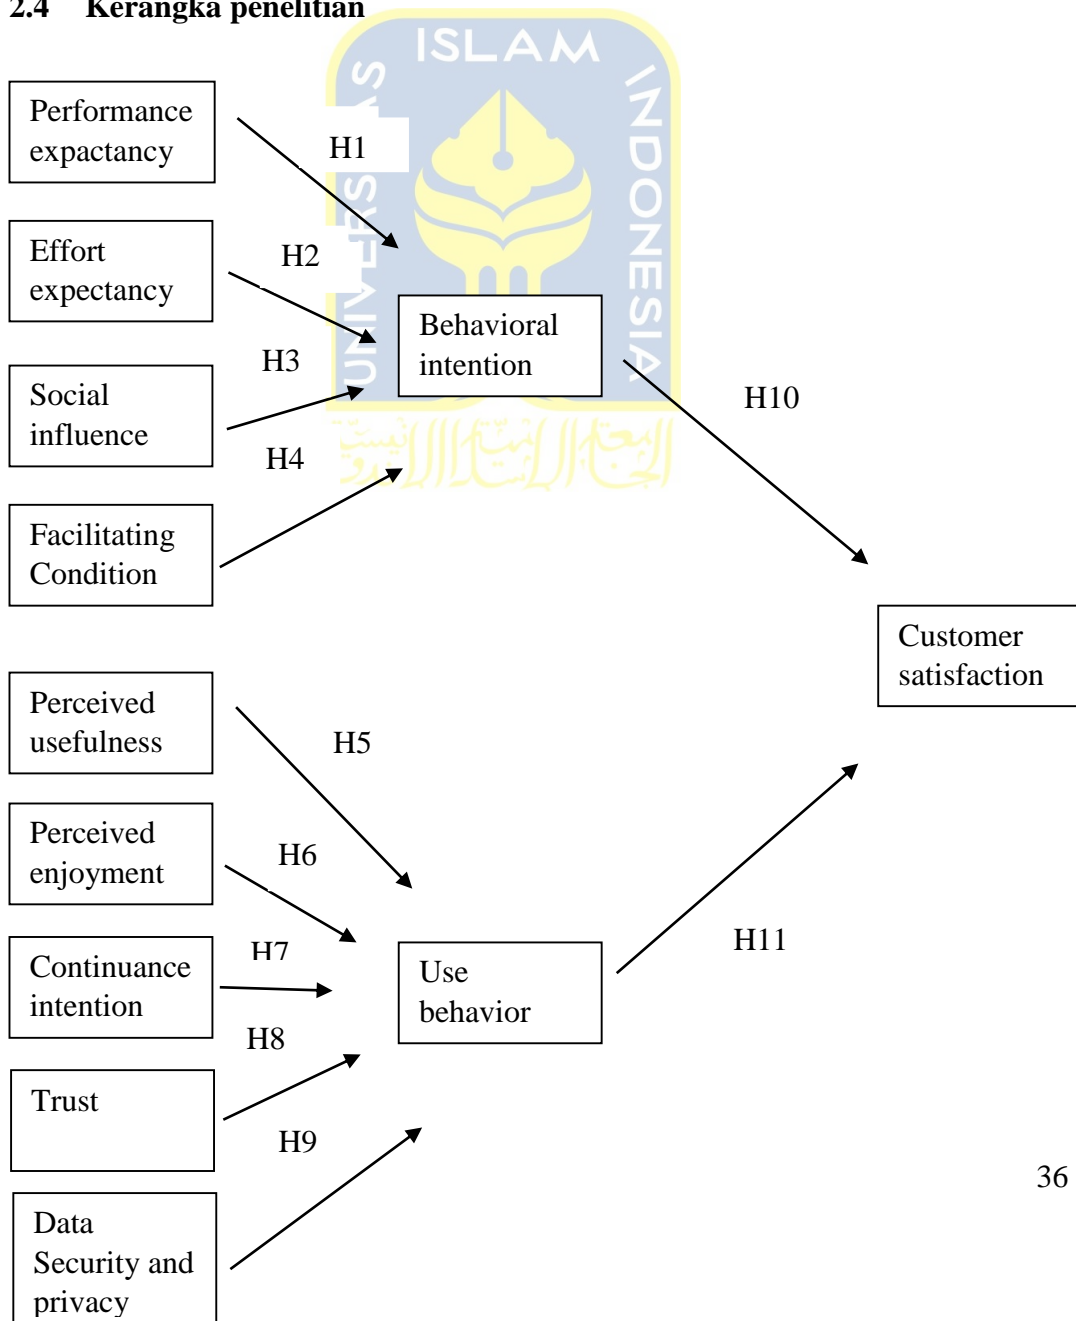 2.4 Kerangka penelitian
ISLAM
UNIVERSITAS
INDONESIA
Performance
expactancy
H1
Effort
expectancy
H2
Behavioral
intention
H3
Social
influence
H10
H4
Facilitating
Condition
Customer
satisfaction
Perceived
usefulness
H5
Perceived
enjoyment
H6
H7
Continuance
intention
Use
behavior
H11
H8
Trust
H9
36
Data
Security and
privacy